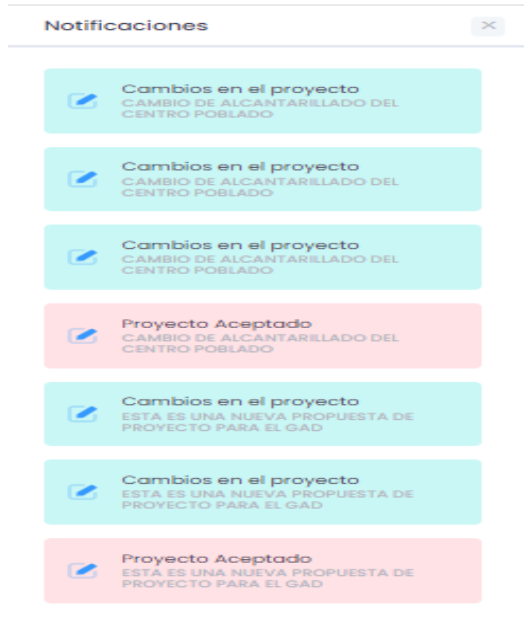 Notificaciones
Cambios en el proyecto
CAMBIO DE ALCANTARILLADO DEL
CENTRO POBLADO
Cambios en el proyecto
CAMBIO DE ALCANTARILLADO DEL
CENTRO POBLADO
Cambios en el proyecto
CAMBIO DE ALCANTARILLADO DEL
CENTRO POBLADO
Proyecto Aceptado
CAMBIO DE ALCANTARILLADO DEL
CENTRO POBLADO
Cambios en el proyecto
ESTA ES UNA NUEVA PROPUESTA DE
PROYECTO PARA EL GAD
Cambios en el proyecto
ESTA ES UNA NUEVA PROPUESTA DE
PROYECTO PARA EL GAD
Proyecto Aceptado
ESTA ES UNA NUEVA PROPUESTA DE
PROYECTO PARA EL GAD